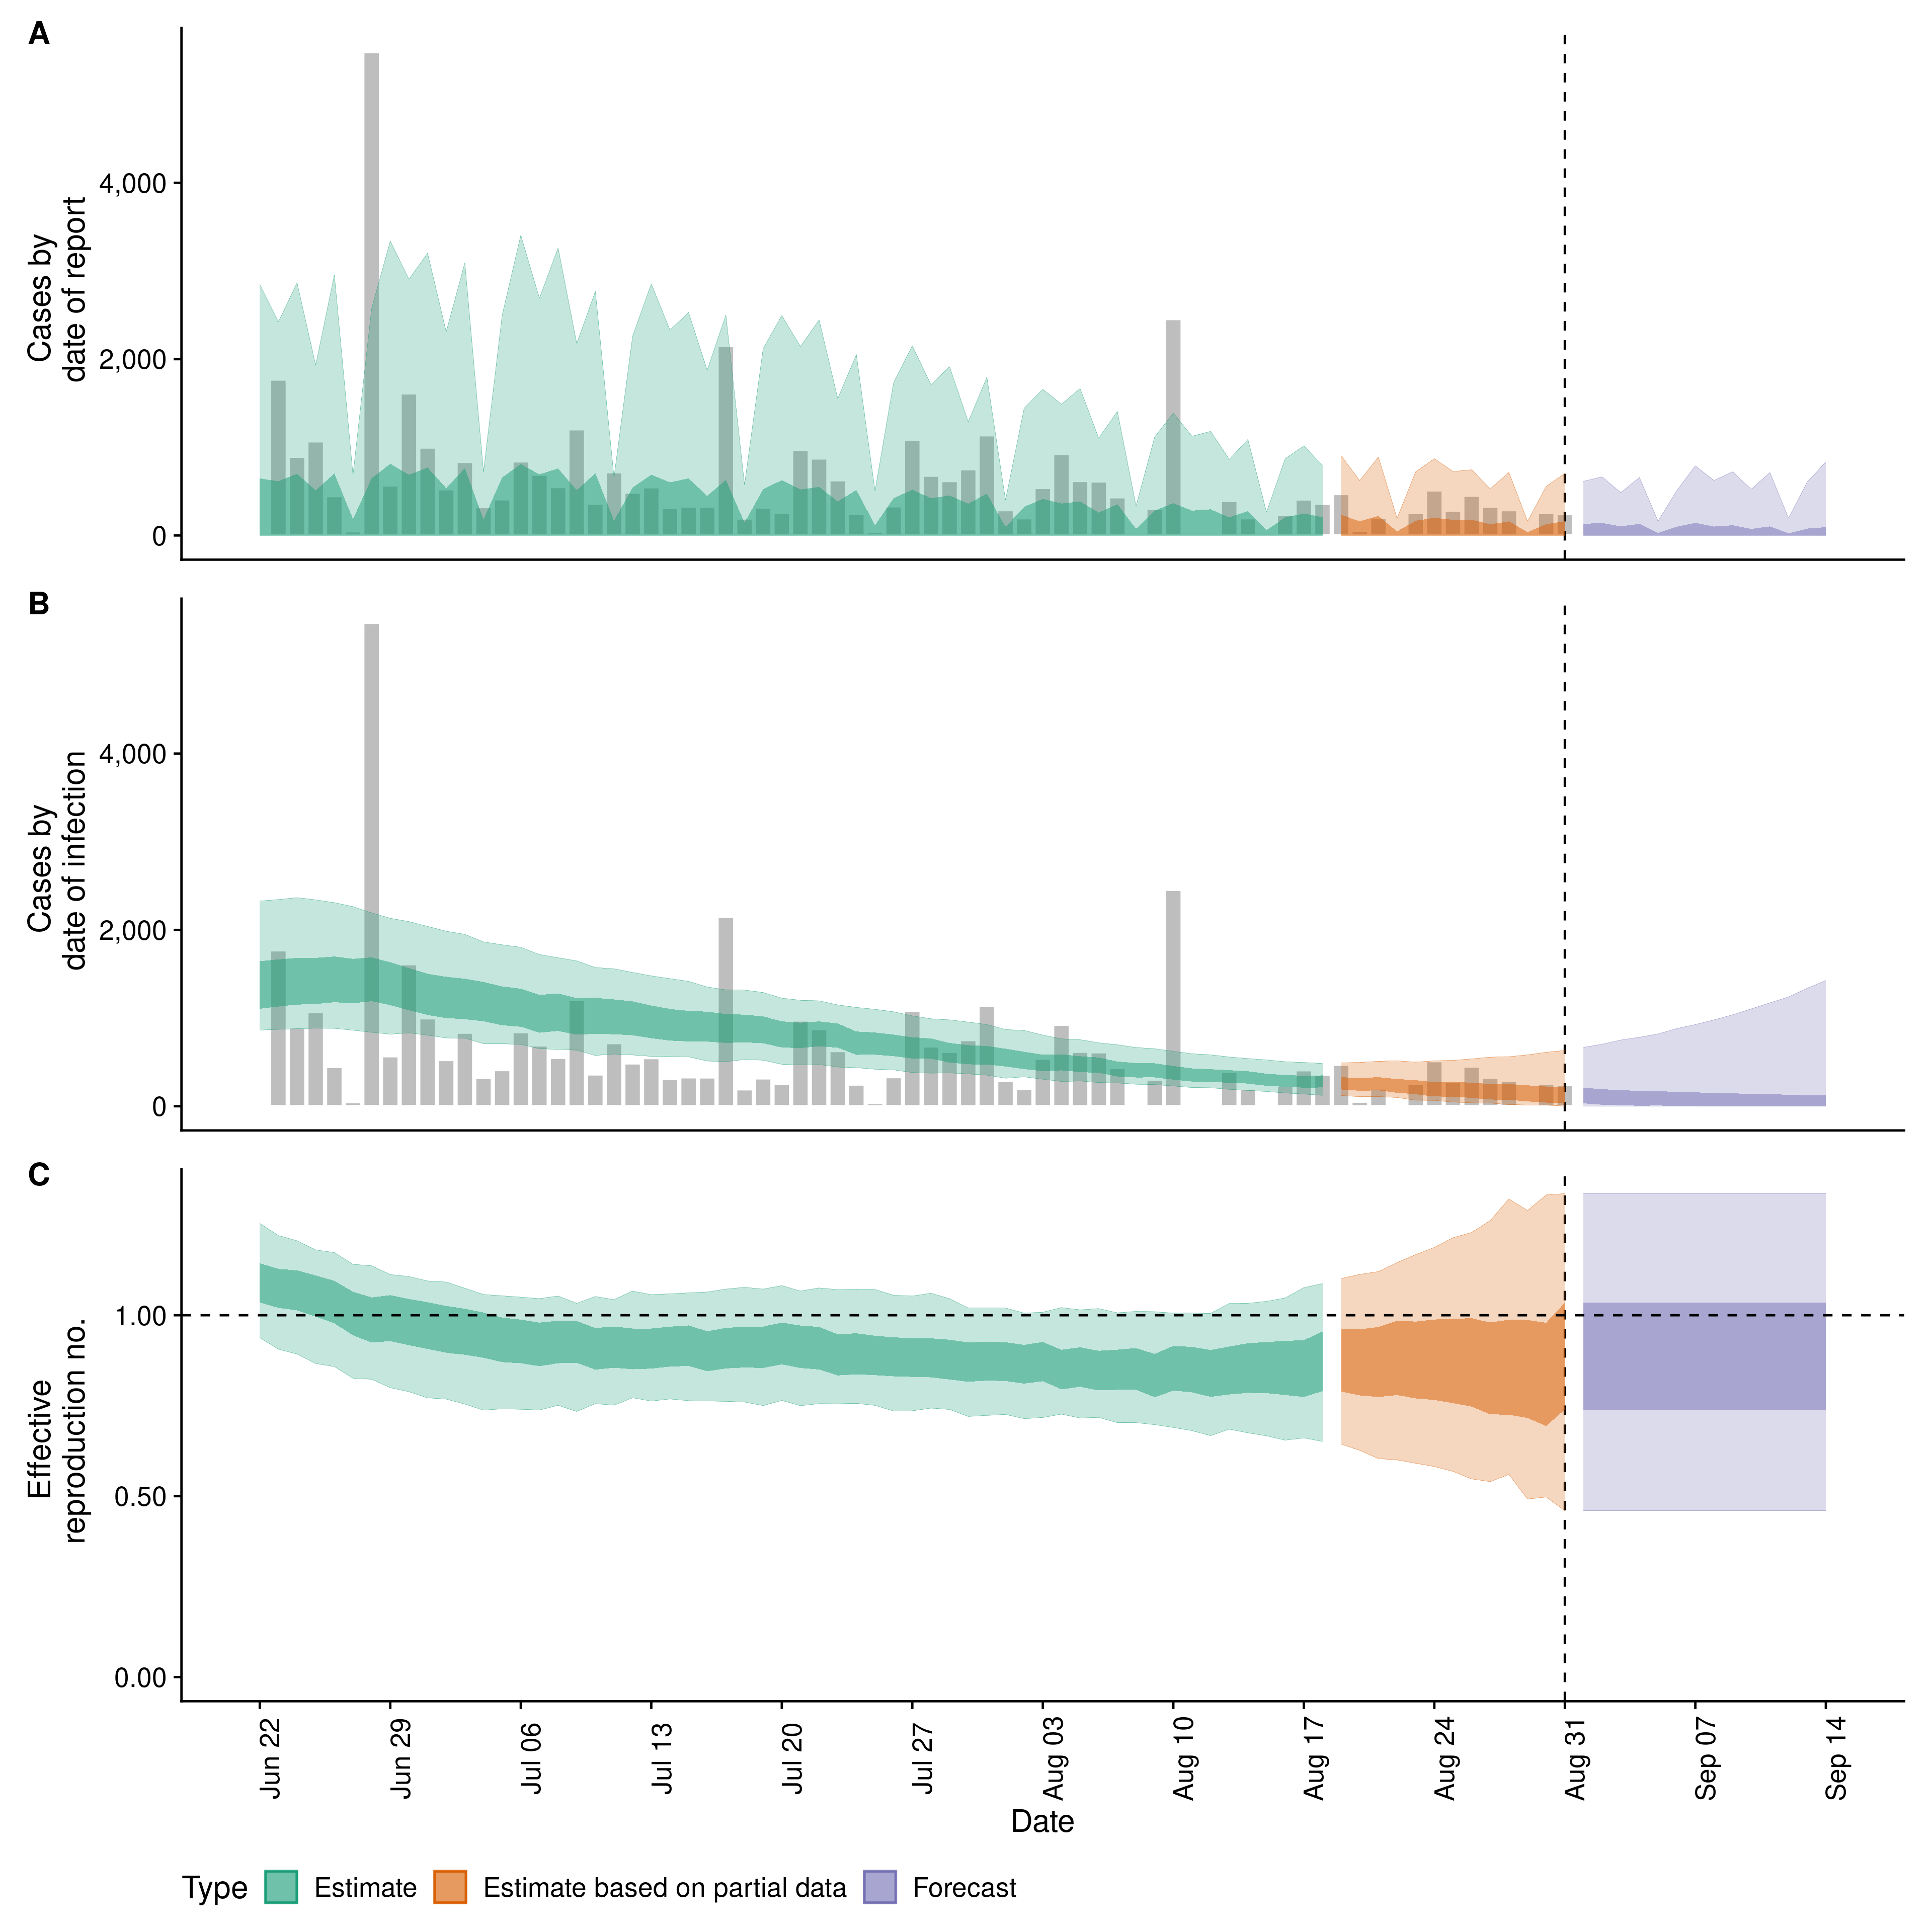 A
Cases by
date of report
4,000
2,000
0
B
Cases by
date of infection
4,000
2,000
0
C
Effective
reproduction no.
1.00
0.50
0.00
Jun 22
Jun 29
Jul 06
Jul 13
Jul 20
Jul 27
Aug 03
Aug 10
Aug 17
Aug 24
Aug 31
Sep 07
Sep 14
Date
Type Estimate Estimate based on partial data Forecast